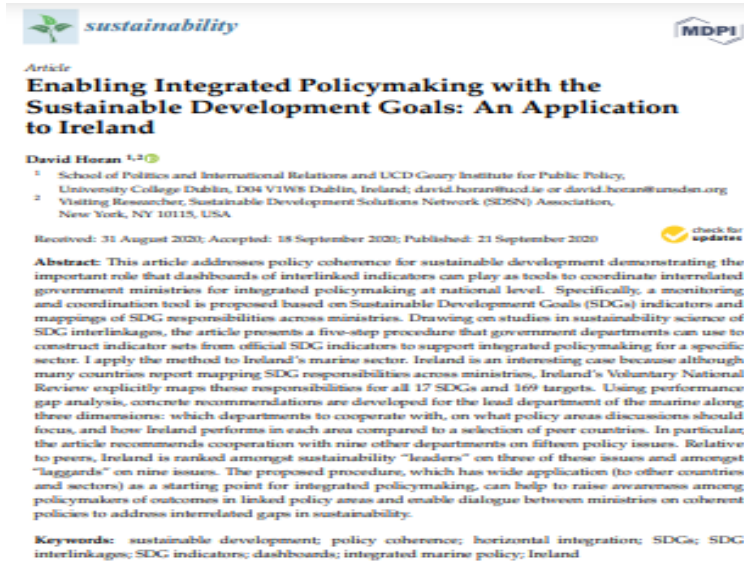 sustainability
MDPI
Article
Enabling Integrated Policymaking with the
Sustainable Development Goals: An Application
to Ireland
David Horan 1,2
1 School of Politics and International Relations and UCD Geary Institute for Public Policy,
University College Dublin, D04 V1W8 Dublin, Ireland; david.horan@ucd.ie or david.horan@unsdsn.org
2 Visiting Researcher, Sustainable Development Solutions Network (SDSN) Association,
New York, NY 10115, USA
Received: 31 August 2020; Accepted: 18 September 2020; Published: 21 September 2020
check for
updates
Abstract: This article addresses policy coherence for sustainable development demonstrating the
important role that dashboards of interlinked indicators can play as tools to coordinate interrelated
government ministries for integrated policymaking at national level. Specifically, a monitoring
and coordination tool is proposed based on Sustainable Development Goals (SDGs) indicators and
mappings of SDG responsibilities across ministries. Drawing on studies in sustainability science of
SDG interlinkages, the article presents a five-step procedure that government departments can use to
construct indicator sets from official SDG indicators to support integrated policymaking for a specific
sector. I apply the method to Ireland's marine sector. Ireland is an interesting case because although
many countries report mapping SDG responsibilities across ministries, Ireland's Voluntary National
Review explicitly maps these responsibilities for all 17 SDGs and 169 targets. Using performance
gap analysis, concrete recommendations are developed for the lead department of the marine along
three dimensions: which departments to cooperate with, on what policy areas discussions should
focus, and how Ireland performs in each area compared to a selection of peer countries. In particular,
the article recommends cooperation with nine other departments on fifteen policy issues. Relative
to peers, Ireland is ranked amongst sustainability "leaders" on three of these issues and amongst
"laggards" on nine issues. The proposed procedure, which has wide application (to other countries
and sectors) as a starting point for integrated policymaking, can help to raise awareness among
policymakers of outcomes in linked policy areas and enable dialogue between ministries on coherent
policies to address interrelated gaps in sustainability.
Keywords: sustainable development; policy coherence; horizontal integration; SDGs; SDG
interlinkages; SDG indicators; dashboards; integrated marine policy; Ireland